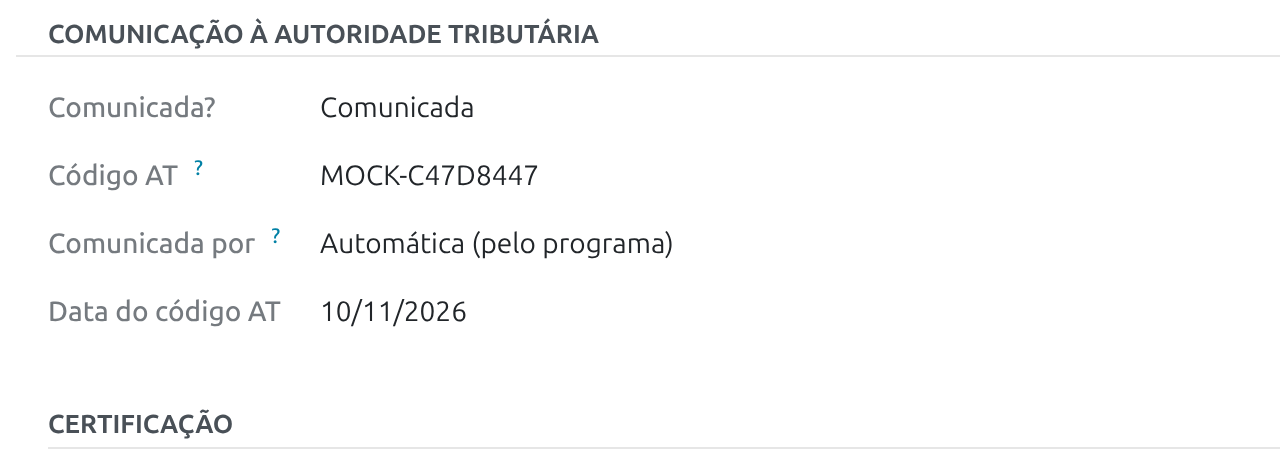 COMUNICAÇÃO À AUTORIDADE TRIBUTÁRIA
Comunicada? Comunicada
Código AT ? MOCK-C47D8447
Comunicada por ? Automática (pelo programa)
Data do código AT 10/11/2026
CERTIFICAÇÃO